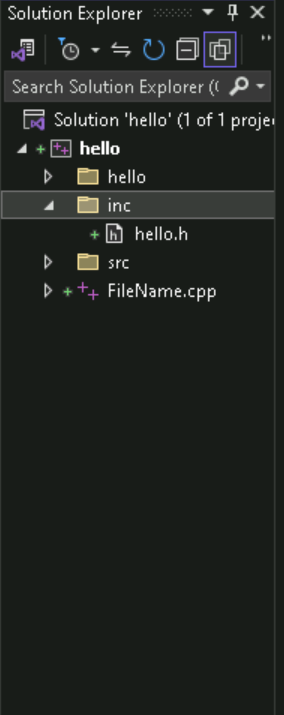 Solution Explorer
Search Solution Explorer (
Solution 'hello' (1 of 1 proje
hello
hello
inc
hello.h
src
FileName.cpp